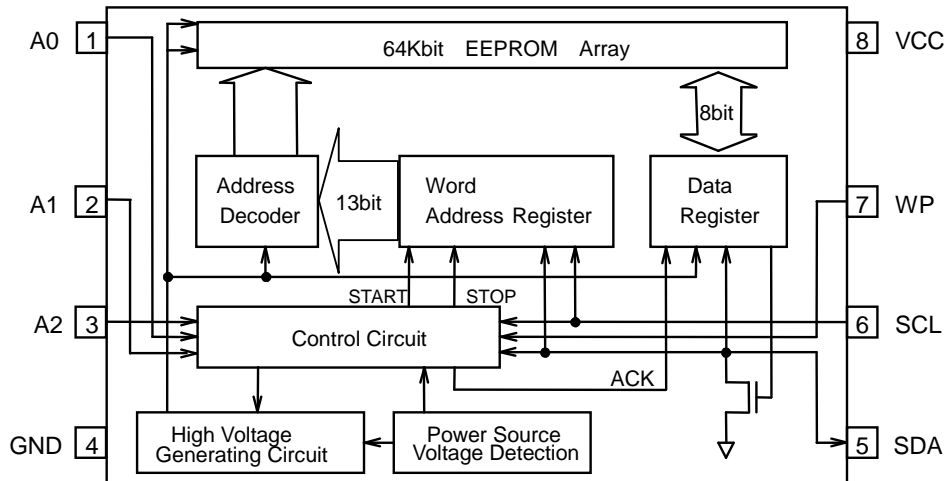 A0 1
64Kbit EEPROM Array
8 VCC
8bit
A1 2
Address
Decoder
13bit
Word
Address Register
Data
Register
7 WP
START
STOP
A2 3
Control Circuit
6 SCL
ACK
GND 4
High Voltage
Generating Circuit
Power Source
Voltage Detection
5 SDA